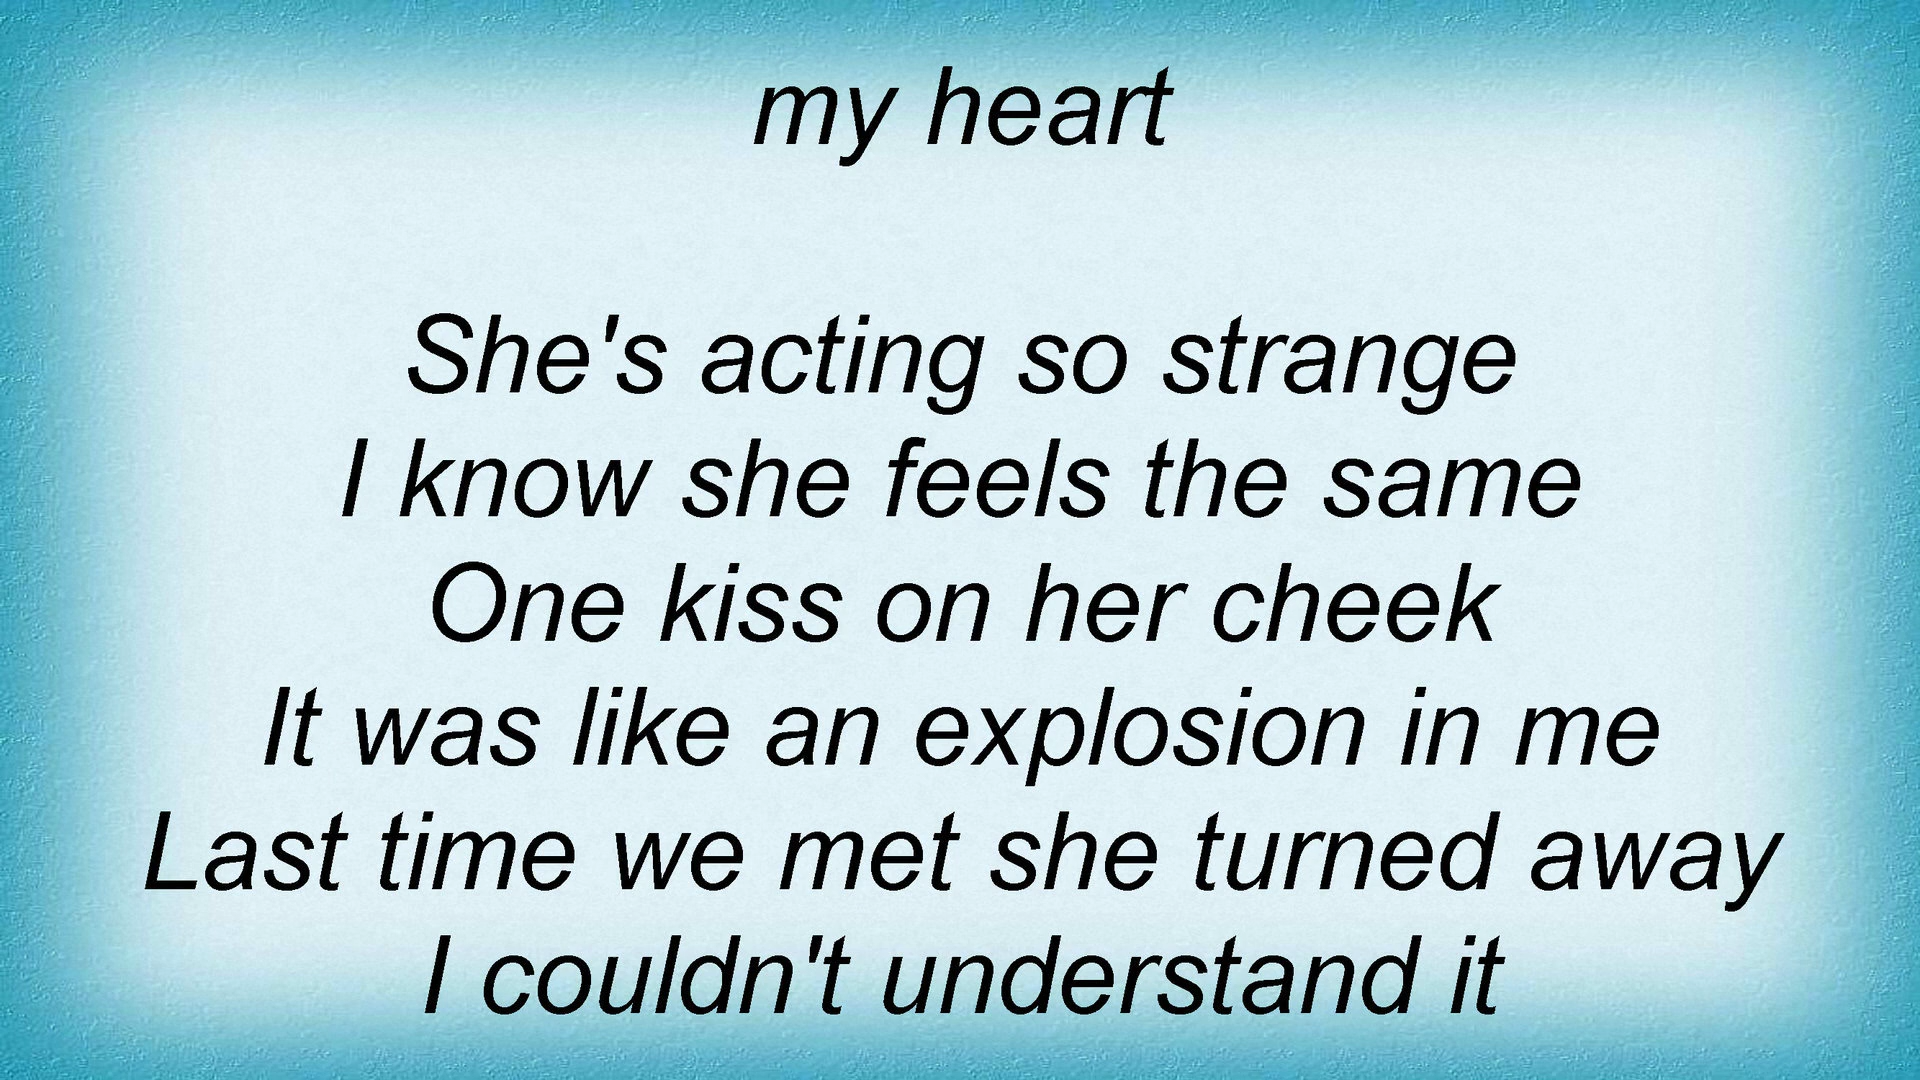 my heart
She's acting so strange
I know she feels the same
One kiss on her cheek
It was like an explosion in me
Last time we met she turned away
I couldn't understand it